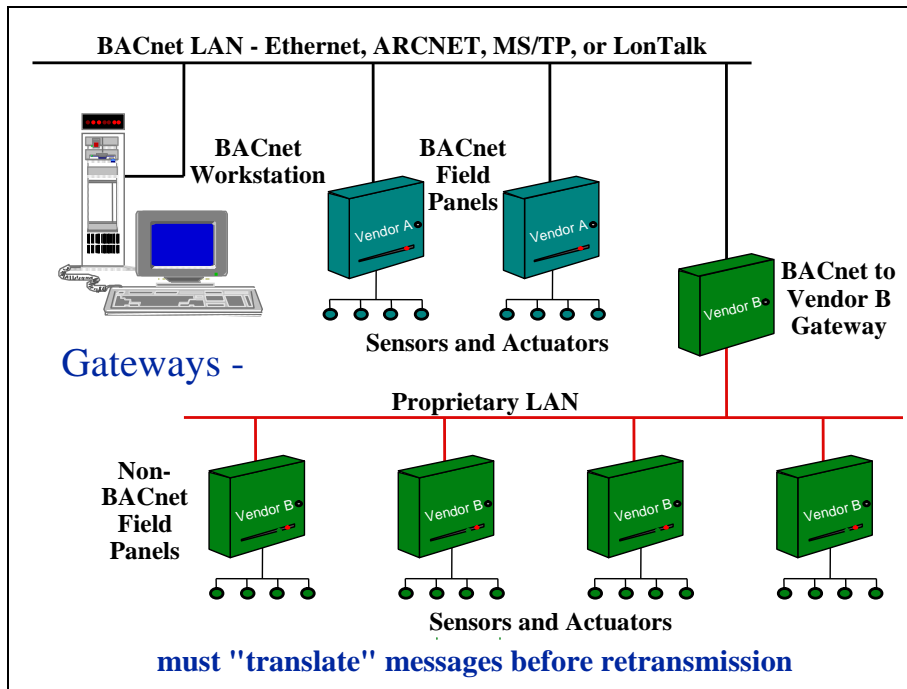 BACnet LAN - Ethernet, ARCNET, MS/TP, or LonTalk
BACnet
Workstation
BACnet
Field
Panels
Vendor A
Vendor A
BACnet to
Vendor B
Gateway
Vendor B
Sensors and Actuators
Gateways -
Proprietary LAN
Non-
BACnet
Field
Panels
Vendor B
Vendor B
Vendor B
Vendor B
Sensors and Actuators
must "translate" messages before retransmission